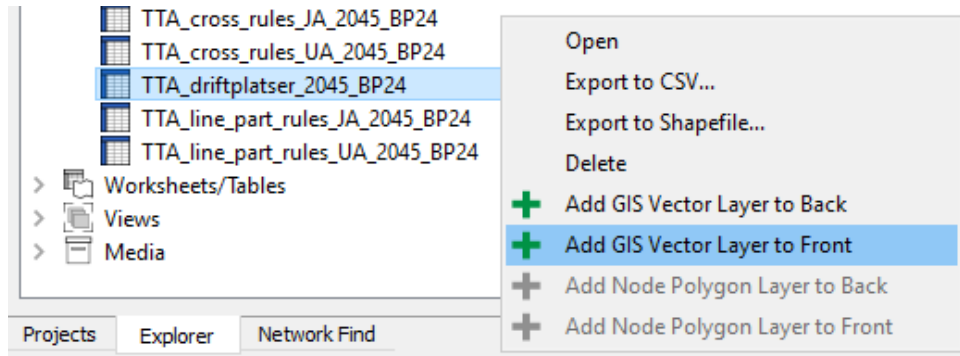 TTA_cross_rules_JA_2045_BP24
TTA_cross_rules_UA_2045_BP24
TTA_driftplatser_2045_BP24
TTA_line_part_rules_JA_2045_BP24
TTA_line_part_rules_UA_2045_BP24
Worksheets/Tables
Views
Media
Projects
Explorer
Network Find
Open
Export to CSV...
Export to Shapefile...
Delete
Add GIS Vector Layer to Back
Add GIS Vector Layer to Front
Add Node Polygon Layer to Back
Add Node Polygon Layer to Front